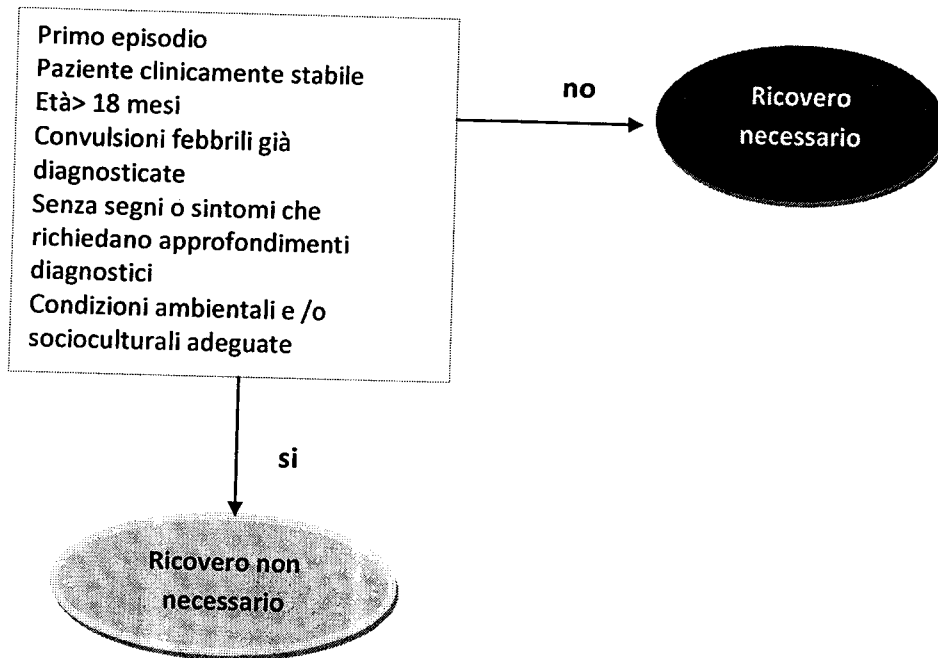 Primo episodio
Paziente clinicamente stabile
Età> 18 mesi
Convulsioni febbrili già
diagnosticate
Senza segni o sintomi che
richiedano approfondimenti
diagnostici
Condizioni ambientali e /o
socioculturali adeguate
no
Ricovero
necessario
si
Ricovero non
necessario